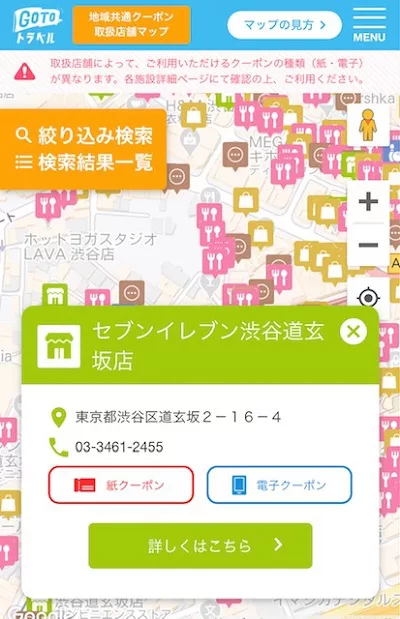 GOTO
トラベル
地域共通クーポン
取扱店舗マップ
マップの見方
MENU
取扱店舗によって、ご利用いただけるクーポンの種類（紙・電子）
が異なります。各施設詳細ページにて確認の上、ご利用ください。
絞り込み検索
検索結果一覧
ホットヨガスタジオ
LAVA 渋谷店
セブンイレブン渋谷道玄
坂店
東京都渋谷区道玄坂２－１６－４
03-3461-2455
紙クーポン
電子クーポン
詳しくはこちら
渋谷道玄坂店